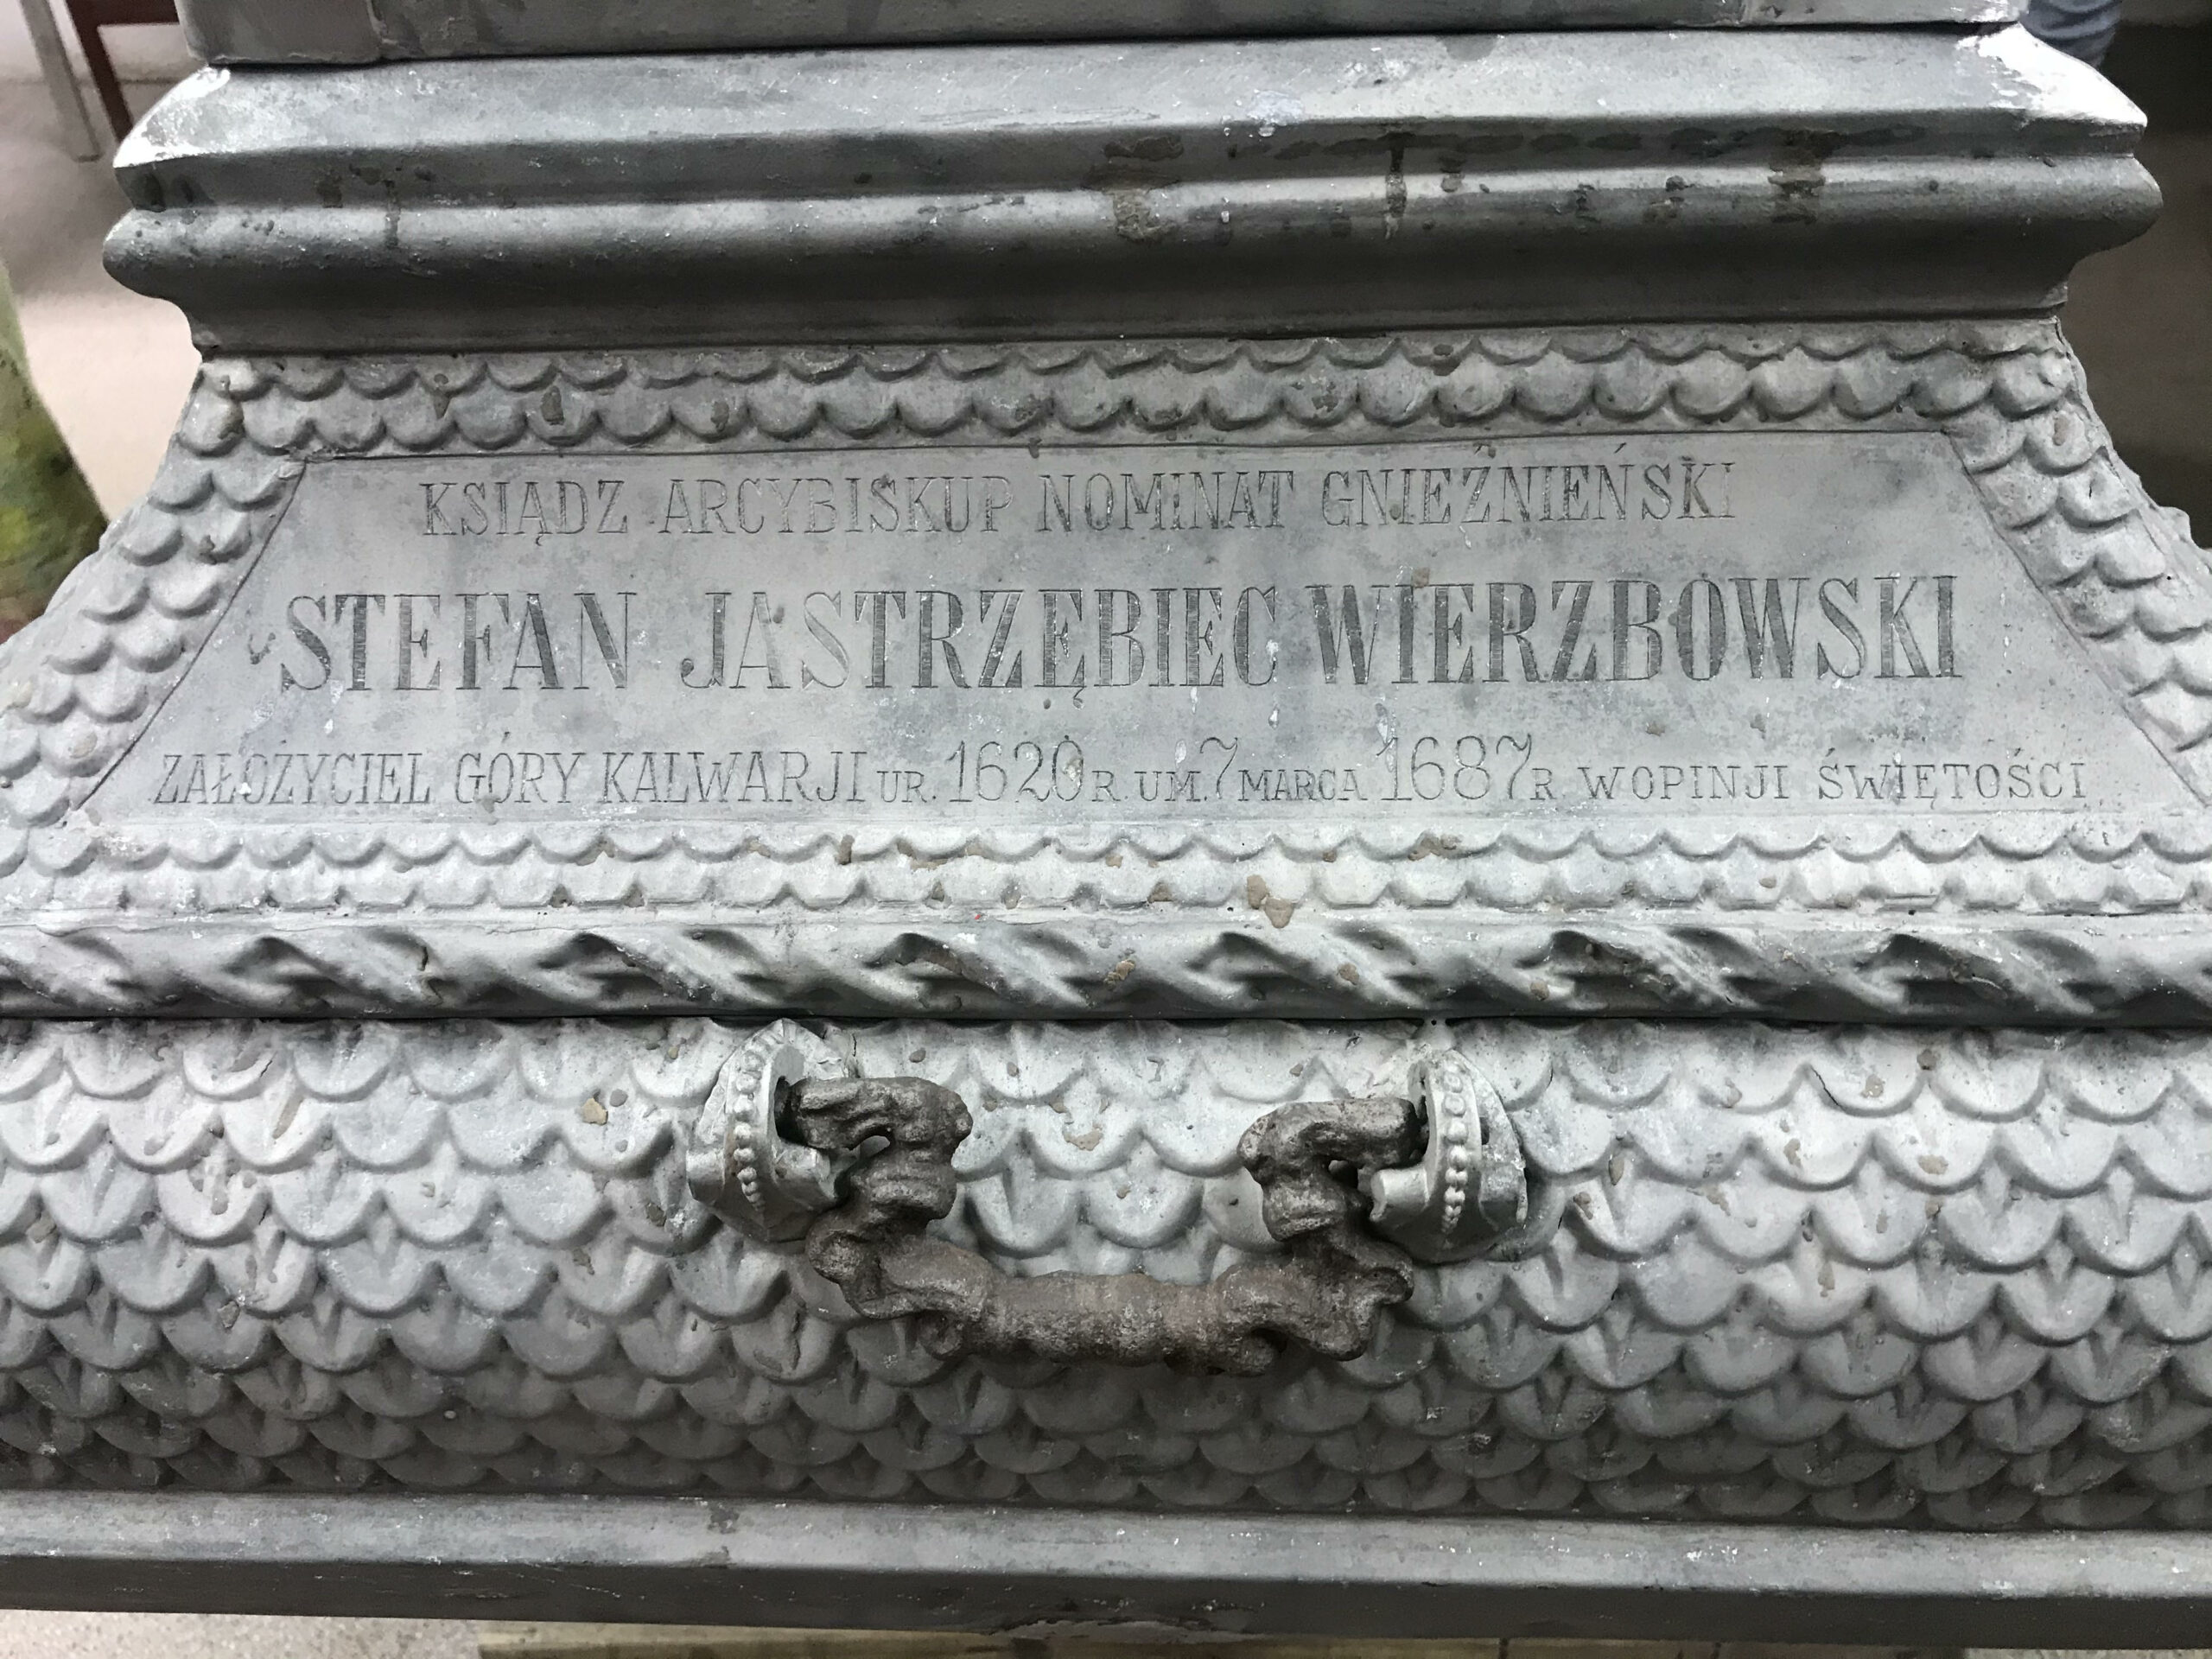 KSIĄDZ ARCYBISKUP NOMINAT GNIEŹNIEŃSKI
STEFAN JASTRZĘBIEC WIERZBOWSKI
ZAŁOŻYCIEL GÓRY KALWARJI UR. 1620 R. UM. 7 MARCA 1687 R W OPINJI ŚWIĘTOŚCI